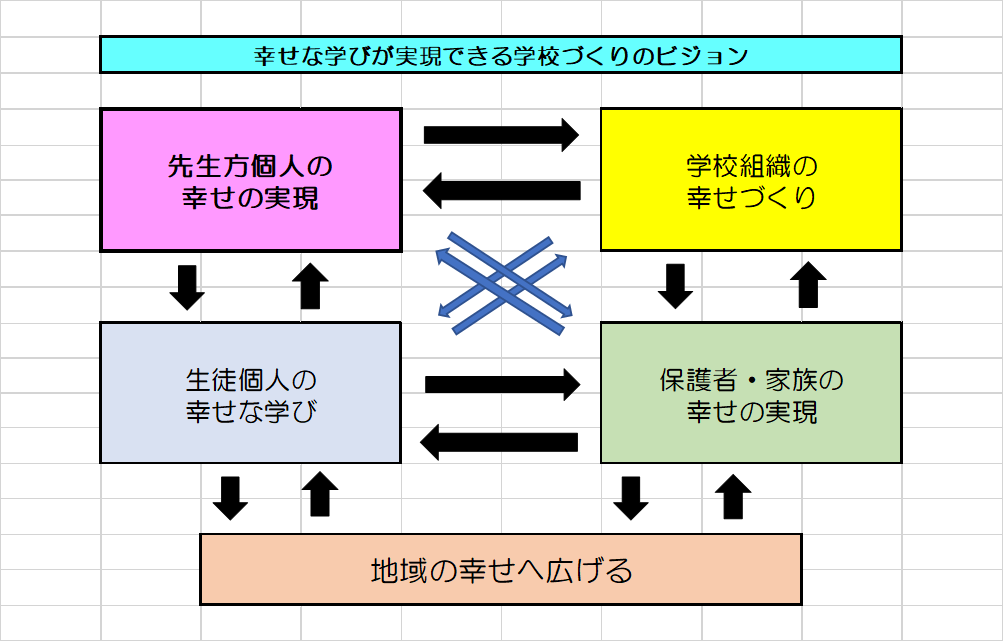 幸せな学びが実現できる学校づくりのビジョン
先生方個人の
幸せの実現
学校組織の
幸せづくり
生徒個人の
幸せな学び
保護者・家族の
幸せの実現
地域の幸せへ広げる